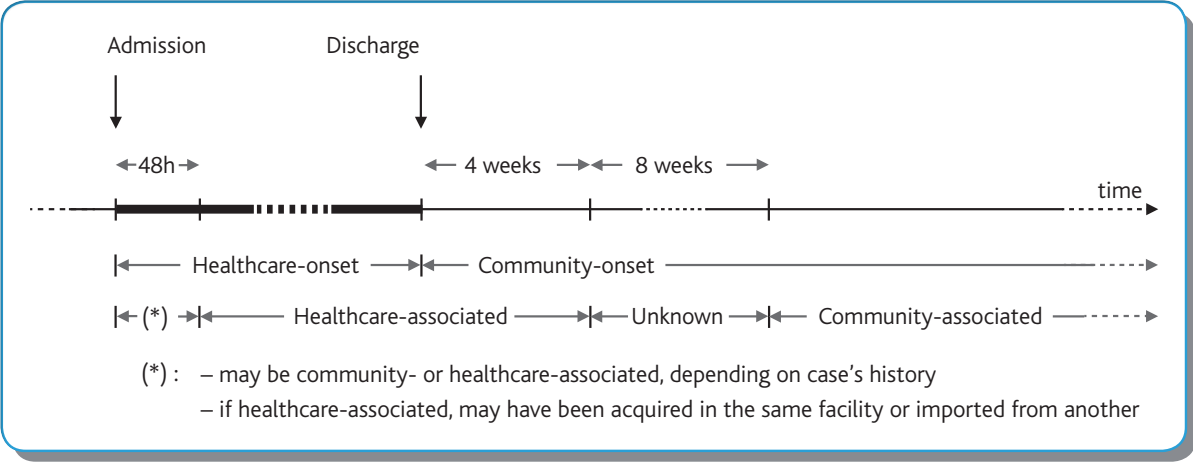 Admission Discharge
48h 4 weeks 8 weeks
time
Healthcare-onset Community-onset
(*) Healthcare-associated Unknown Community-associated
(*) : – may be community- or healthcare-associated, depending on case’s history
– if healthcare-associated, may have been acquired in the same facility or imported from another